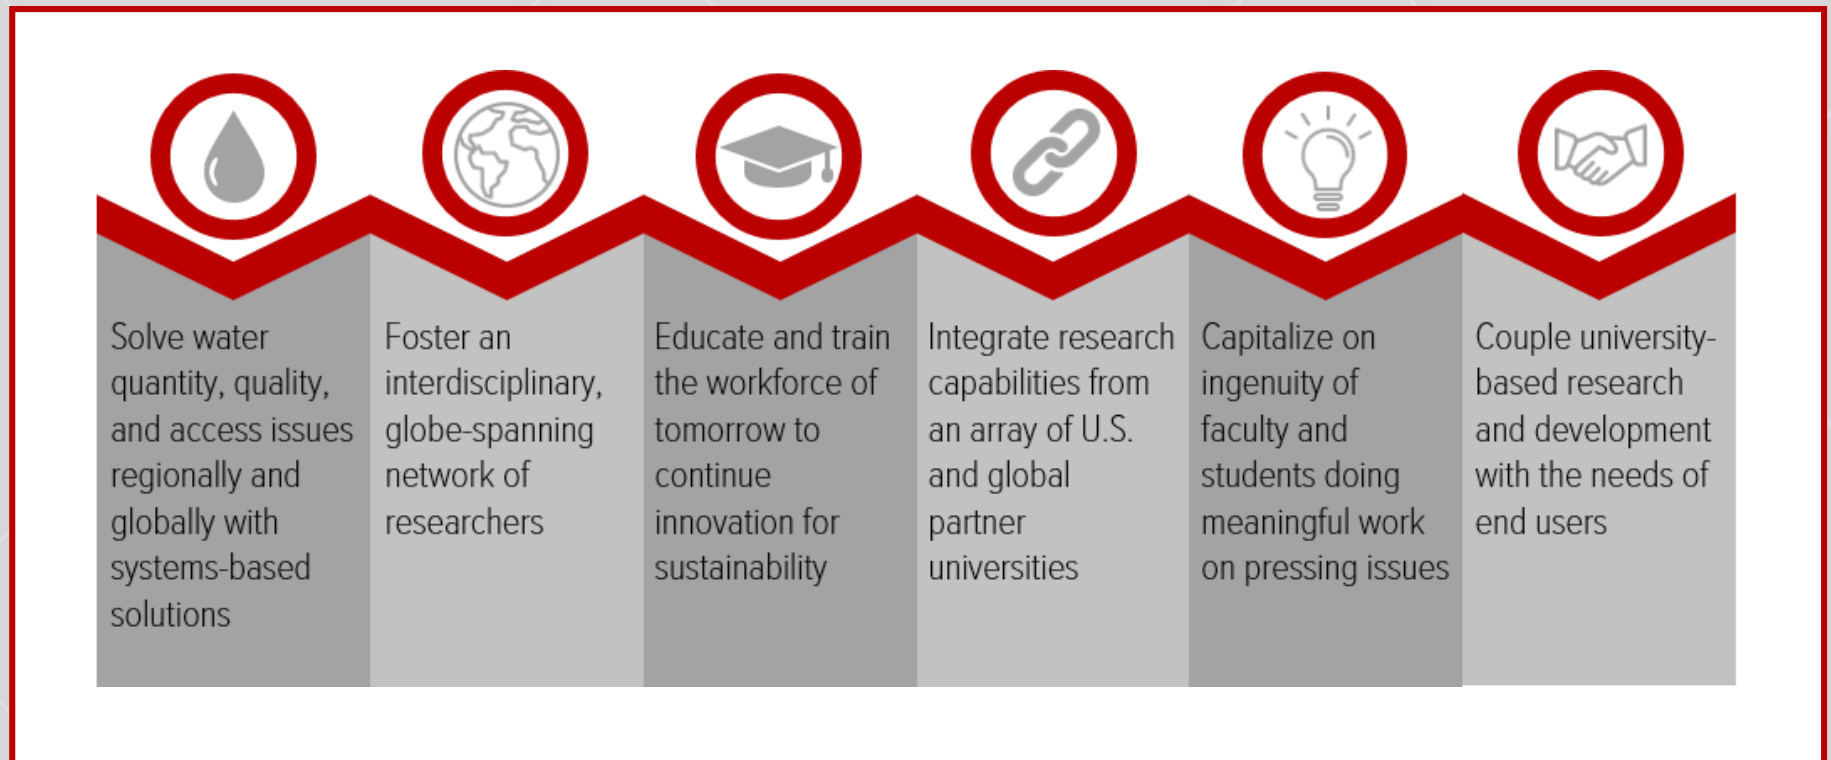 Solve water
quantity, quality,
and access issues
regionally and
globally with
systems-based
solutions
Foster an
interdisciplinary,
globe-spanning
network of
researchers
Educate and train
the workforce of
tomorrow to
continue
innovation for
sustainability
Integrate research
capabilities from
an array of U.S.
and global
partner
universities
Capitalize on
ingenuity of
faculty and
students doing
meaningful work
on pressing issues
Couple university-
based research
and development
with the needs of
end users